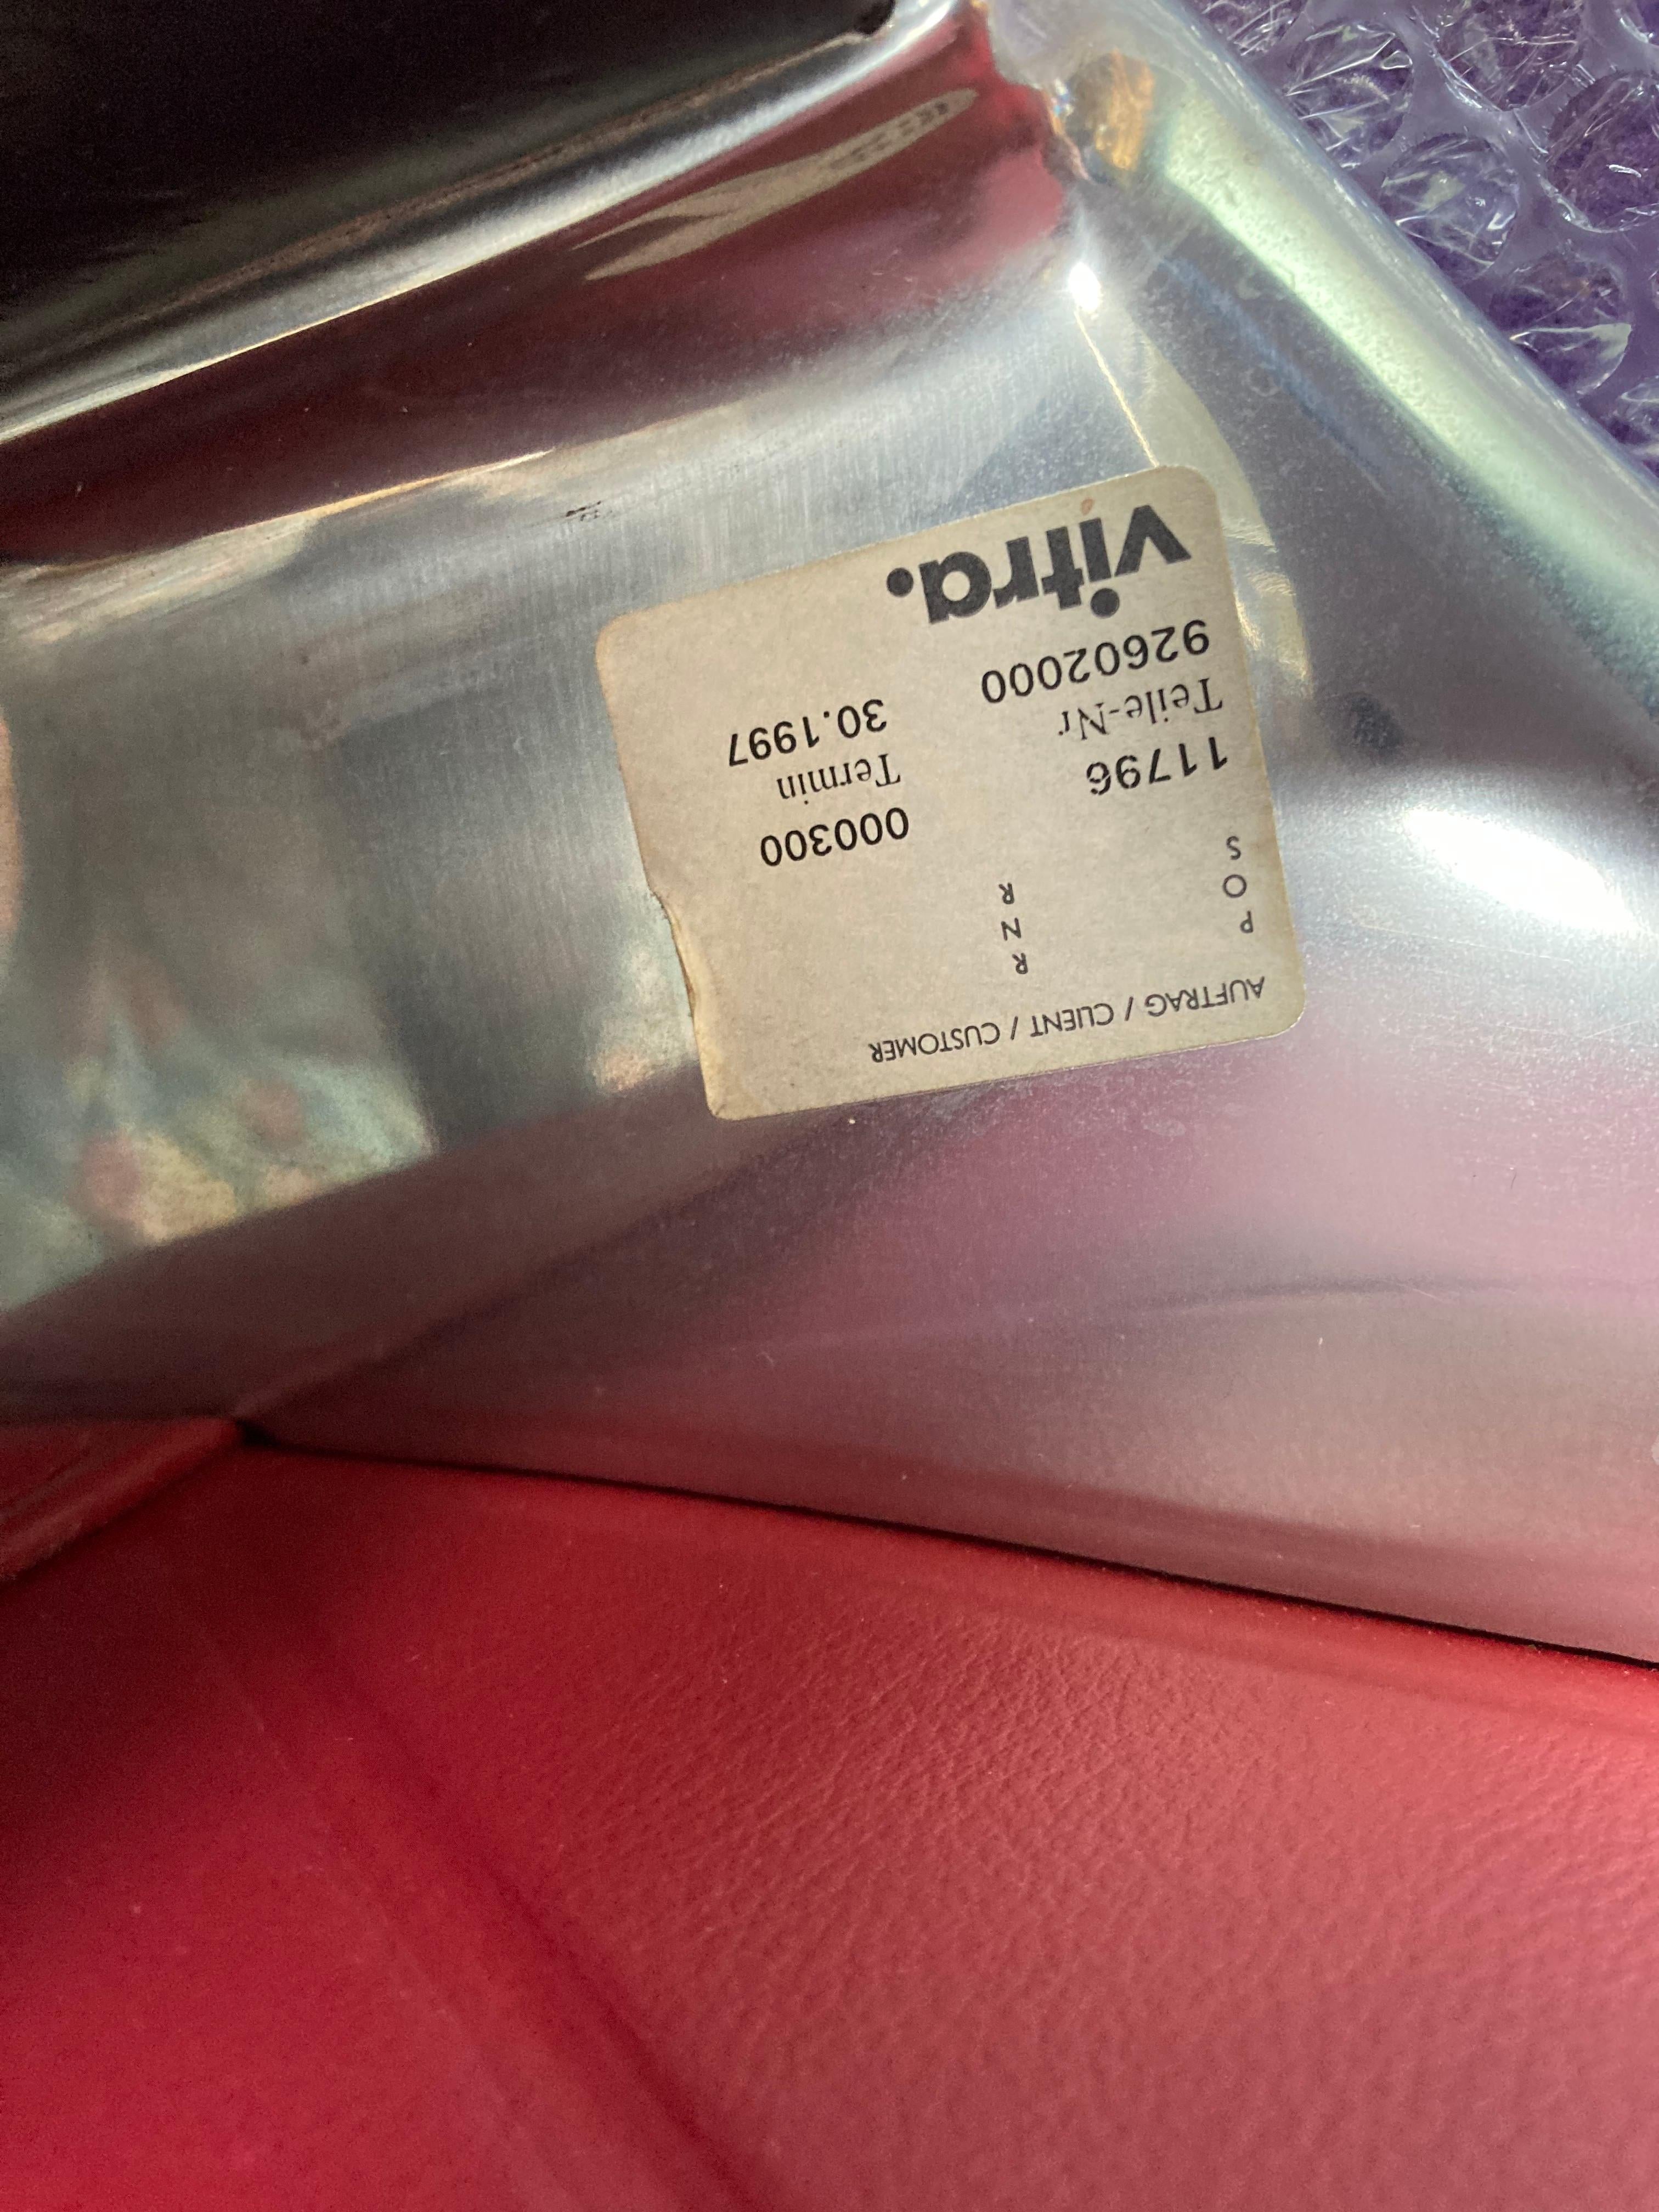 AUFTRAG / CLIENT / CUSTOMER
P R
O N
S R
11796 000300
Teile-Nr Termin
92602000 30.1997
vitra.